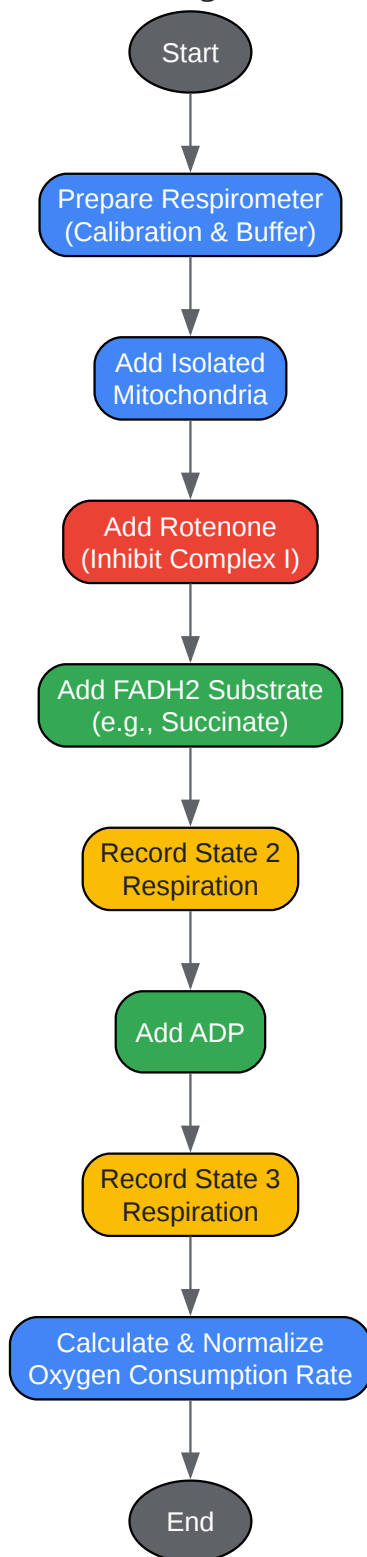 Start
Prepare Respirometer
(Calibration & Buffer)
Add Isolated
Mitochondria
Add Rotenone
(Inhibit Complex I)
Add FADH2 Substrate
(e.g., Succinate)
Record State 2
Respiration
Add ADP
Record State 3
Respiration
Calculate & Normalize
Oxygen Consumption Rate
End